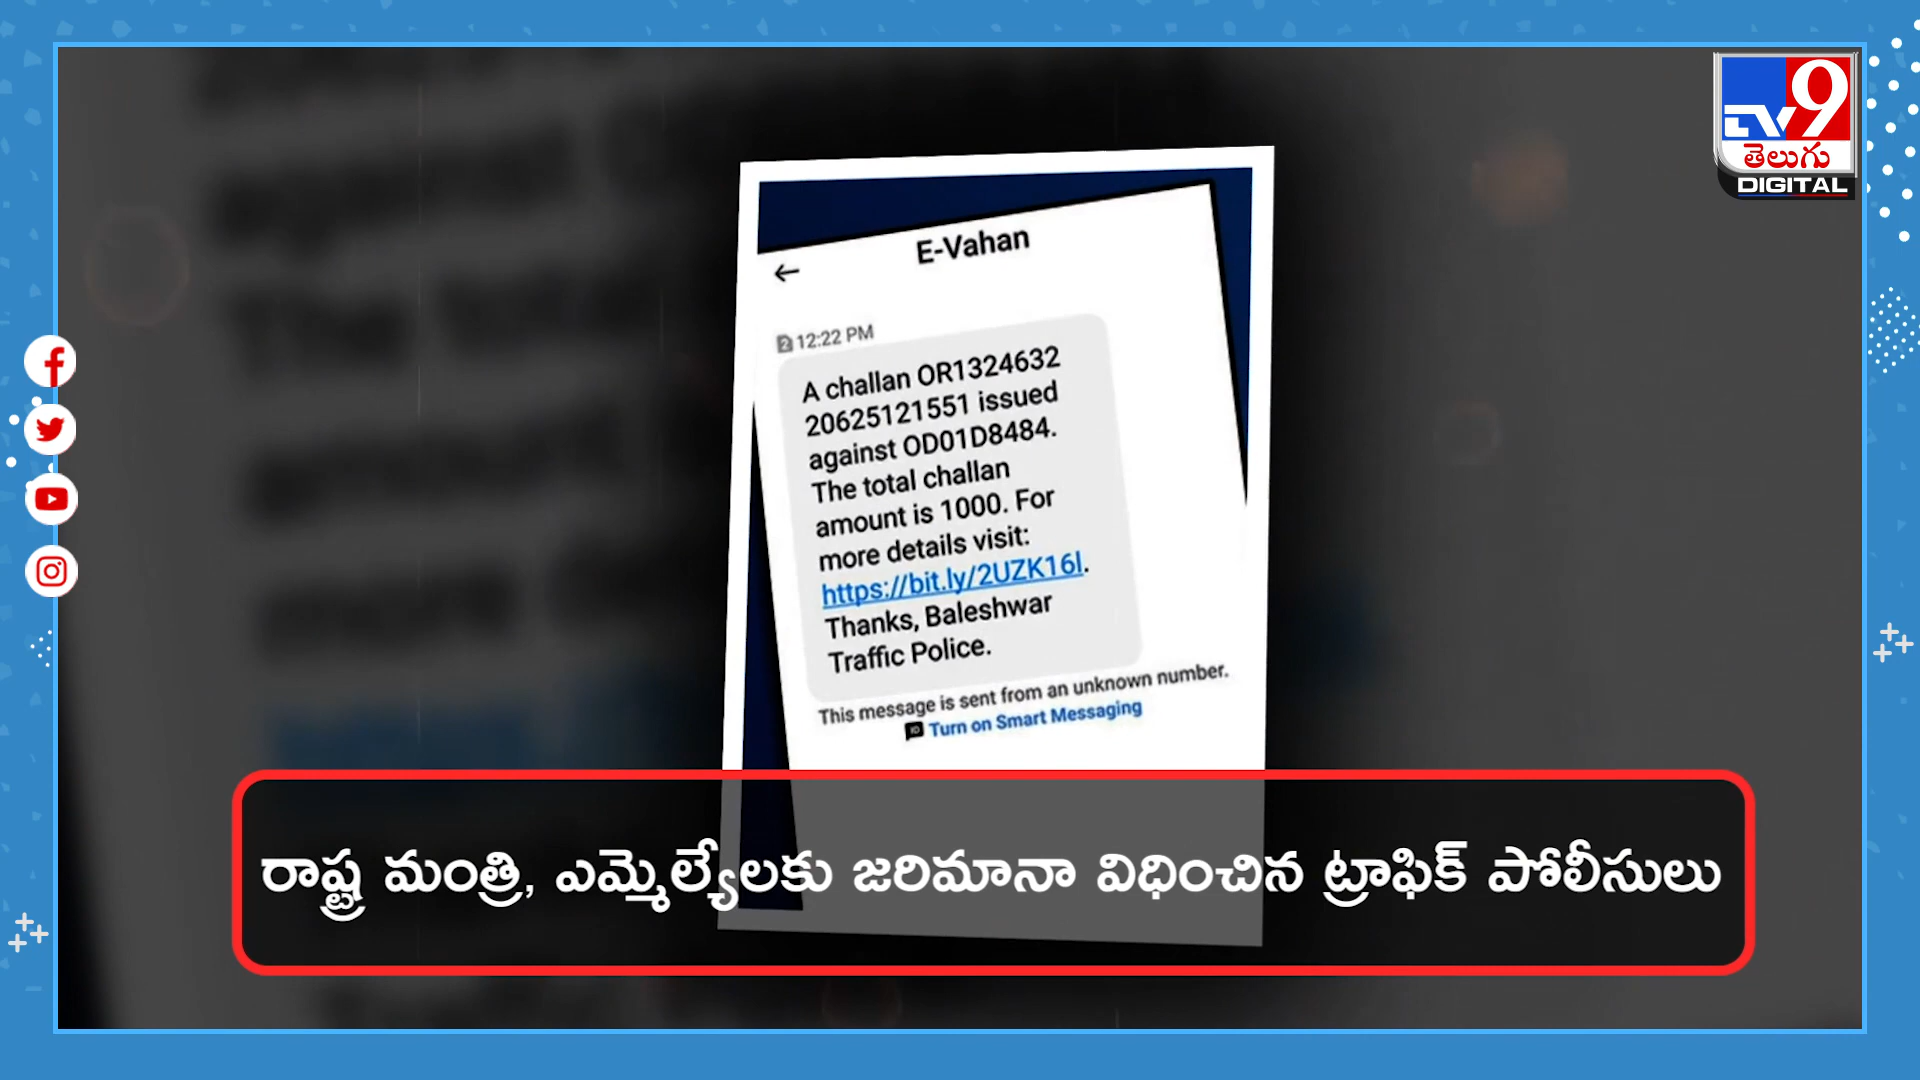 TV9
తెలుగు
DIGITAL
E-Vahan
12:22 PM
A challan OR1324632
20625121551 issued
against OD01D8484.
The total challan
amount is 1000. For
more details visit:
https://bit.ly/2UZK16l.
Thanks, Baleshwar
Traffic Police.
This message is sent from an unknown number.
Turn on Smart Messaging
రాష్ట్ర మంత్రి, ఎమ్మెల్యేలకు జరిమానా విధించిన ట్రాఫిక్ పోలీసులు